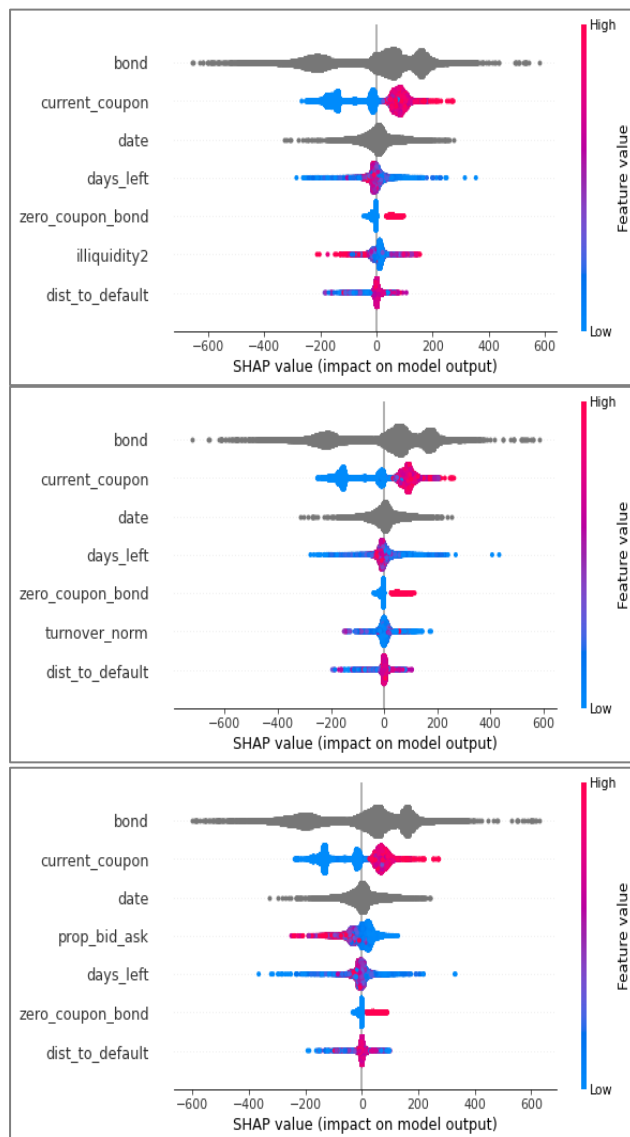 High
bond
current_coupon
date
days_left
zero_coupon_bond
illiquidity2
dist_to_default
Feature value
Low
−600 −400 −200 0 200 400 600
SHAP value (impact on model output)
High
bond
current_coupon
date
days_left
zero_coupon_bond
turnover_norm
dist_to_default
Feature value
Low
−600 −400 −200 0 200 400 600
SHAP value (impact on model output)
High
bond
current_coupon
date
prop_bid_ask
days_left
zero_coupon_bond
dist_to_default
Feature value
Low
−600 −400 −200 0 200 400 600
SHAP value (impact on model output)